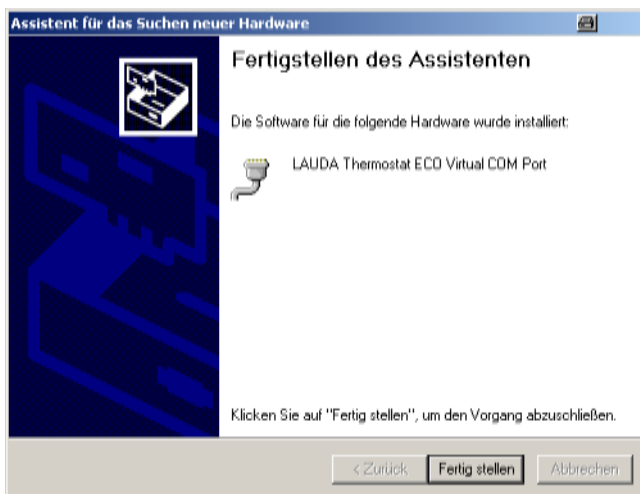 Assistent für das Suchen neuer Hardware
Fertigstellen des Assistenten
Die Software für die folgende Hardware wurde installiert:
LAUDA Thermostat ECO Virtual COM Port
Klicken Sie auf "Fertig stellen", um den Vorgang abzuschließen.
< Zurück Fertig stellen Abbrechen